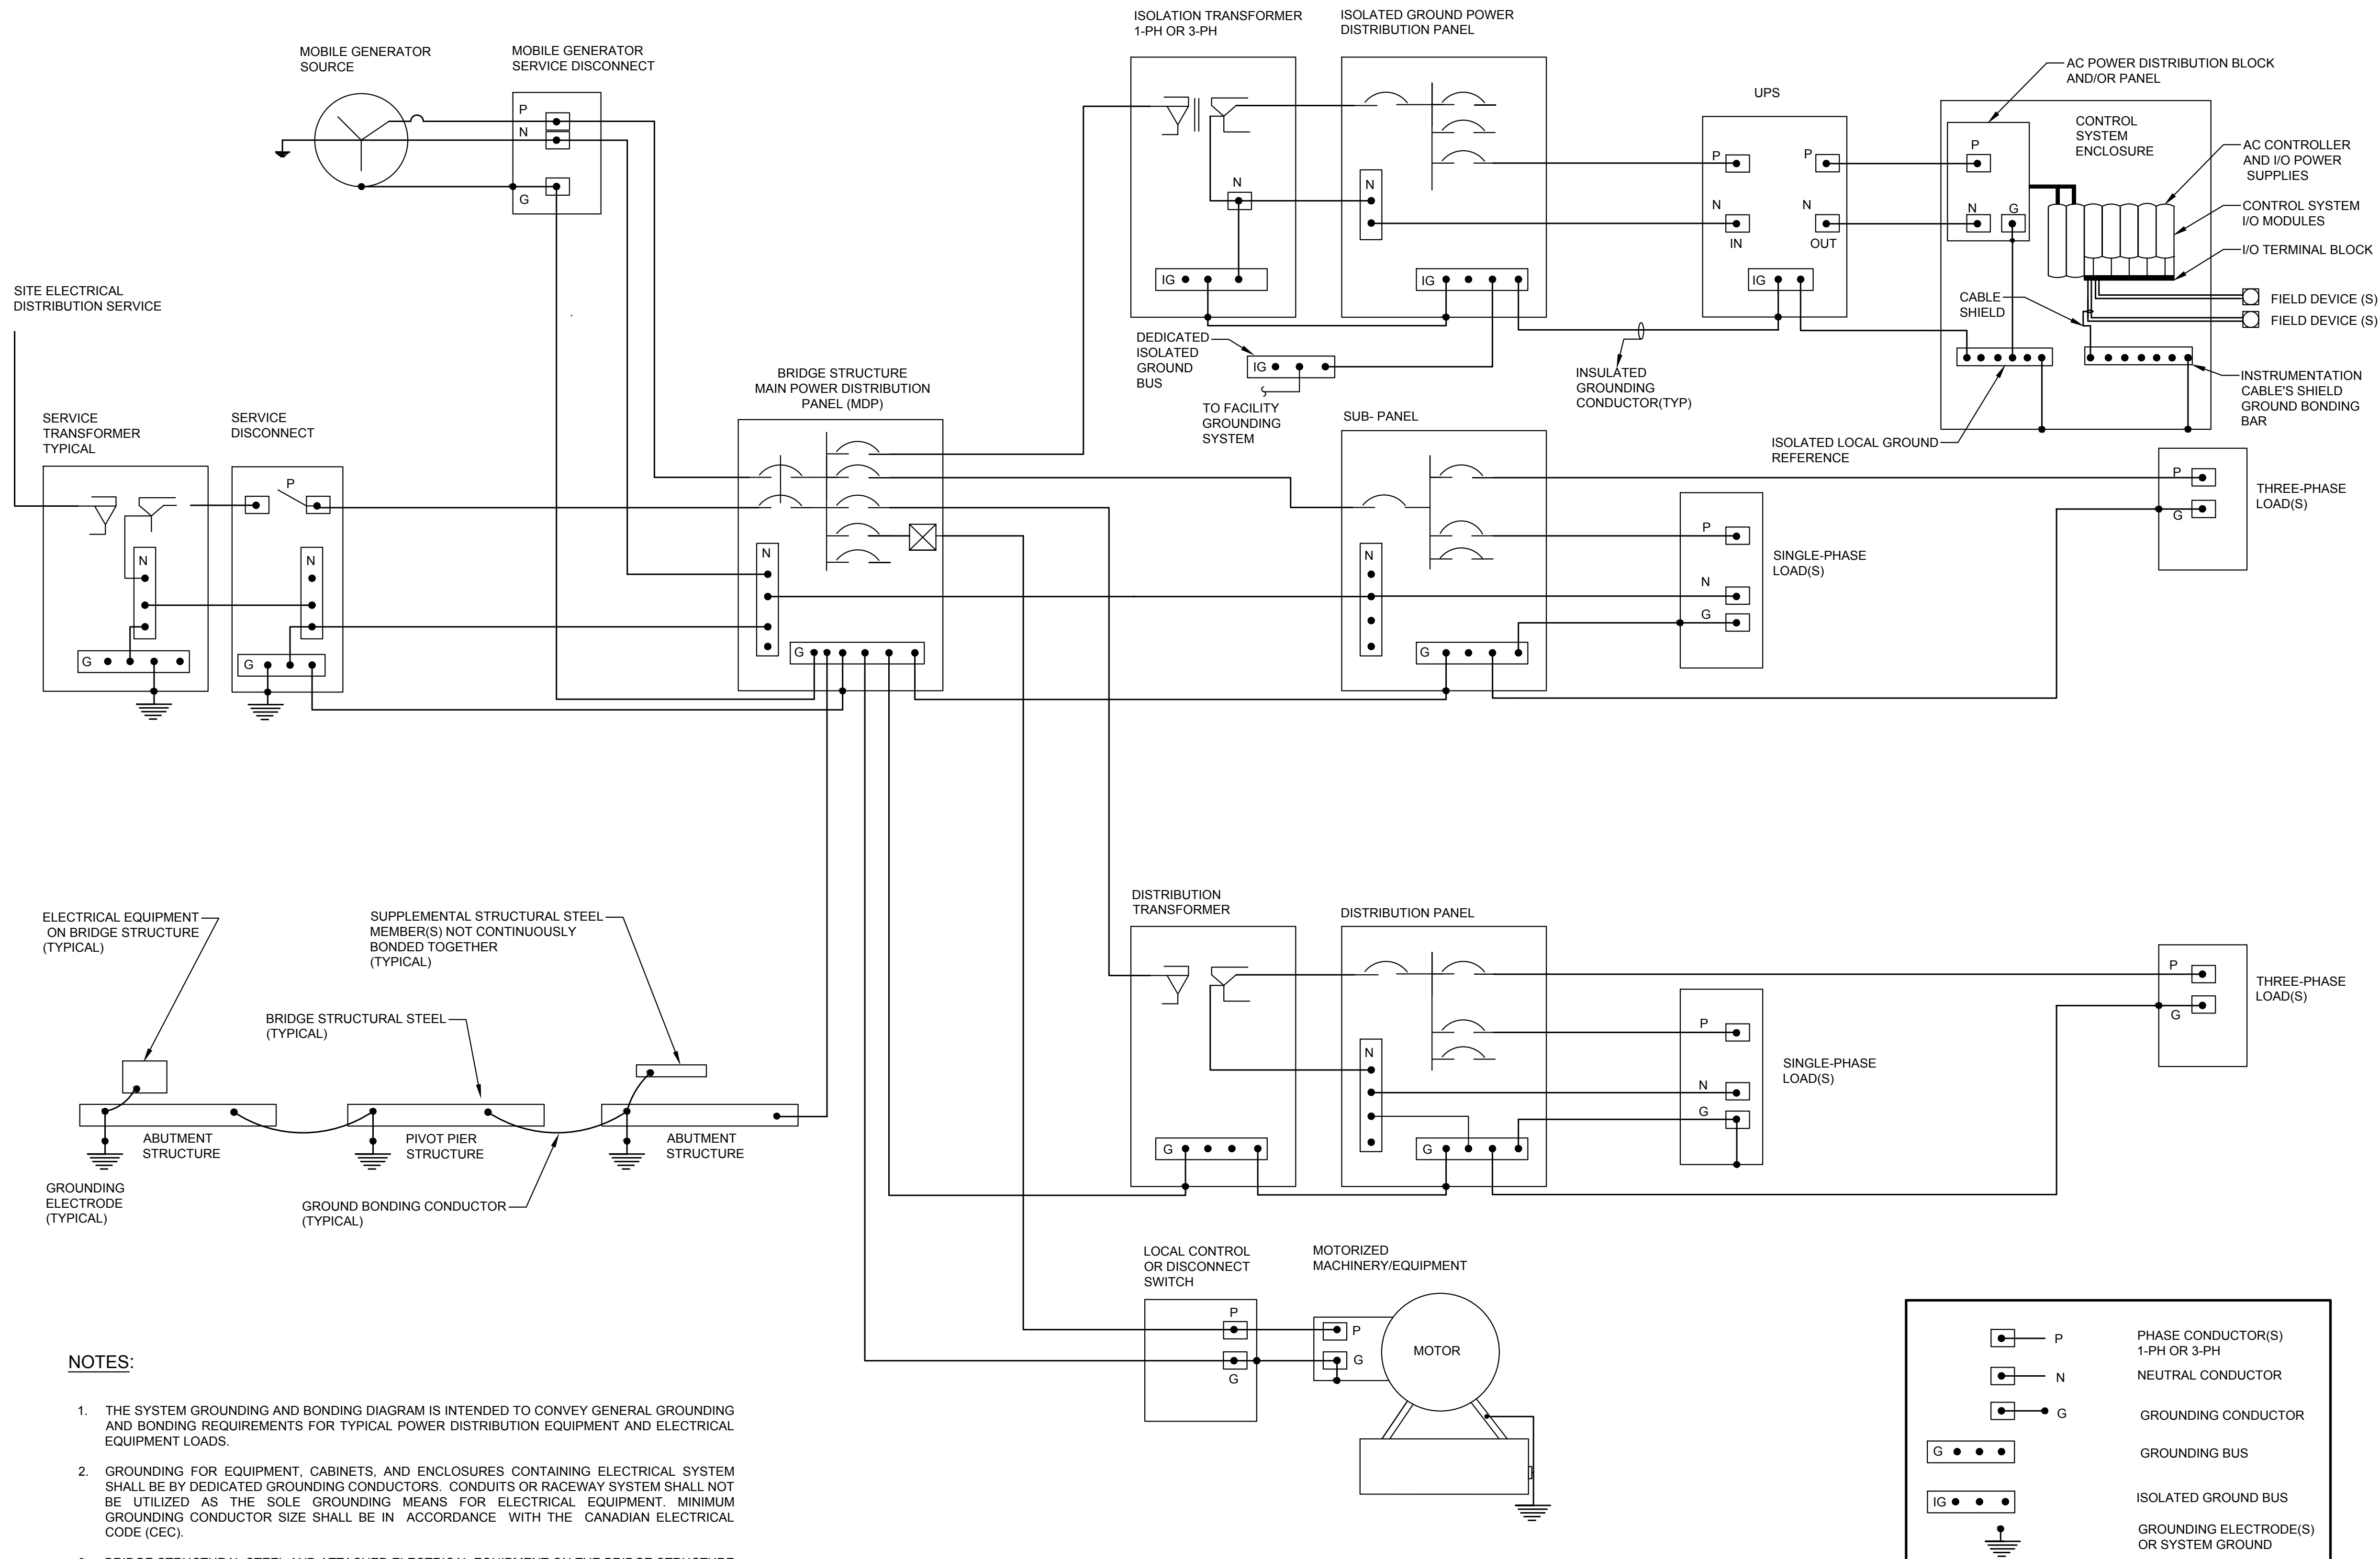 ISOLATION TRANSFORMER
1-PH OR 3-PH
ISOLATED GROUND POWER
DISTRIBUTION PANEL
MOBILE GENERATOR
SOURCE
MOBILE GENERATOR
SERVICE DISCONNECT
P
N
G
AC POWER DISTRIBUTION BLOCK
AND/OR PANEL
UPS
CONTROL
SYSTEM
ENCLOSURE
AC CONTROLLER
AND I/O POWER
SUPPLIES
CONTROL SYSTEM
I/O MODULES
I/O TERMINAL BLOCK
FIELD DEVICE (S)
FIELD DEVICE (S)
N
IG
N
IG
P
N
IN
P
N
OUT
IG
P
N
G
CABLE
SHIELD
DEDICATED
ISOLATED
GROUND
BUS
IG
TO FACILITY
GROUNDING
SYSTEM
INSULATED
GROUNDING
CONDUCTOR(TYP)
INSTRUMENTATION
CABLE'S SHIELD
GROUND BONDING
BAR
ISOLATED LOCAL GROUND
REFERENCE
SITE ELECTRICAL
DISTRIBUTION SERVICE
SERVICE
TRANSFORMER
TYPICAL
SERVICE
DISCONNECT
P
N
G
N
G
BRIDGE STRUCTURE
MAIN POWER DISTRIBUTION
PANEL (MDP)
N
G
SUB- PANEL
N
G
P
N
G
SINGLE-PHASE
LOAD(S)
P
G
THREE-PHASE
LOAD(S)
ELECTRICAL EQUIPMENT
ON BRIDGE STRUCTURE
(TYPICAL)
SUPPLEMENTAL STRUCTURAL STEEL
MEMBER(S) NOT CONTINUOUSLY
BONDED TOGETHER
(TYPICAL)
BRIDGE STRUCTURAL STEEL
(TYPICAL)
ABUTMENT
STRUCTURE
PIVOT PIER
STRUCTURE
ABUTMENT
STRUCTURE
GROUNDING
ELECTRODE
(TYPICAL)
GROUND BONDING CONDUCTOR
(TYPICAL)
DISTRIBUTION
TRANSFORMER
DISTRIBUTION PANEL
G
N
G
P
N
G
SINGLE-PHASE
LOAD(S)
P
G
THREE-PHASE
LOAD(S)
LOCAL CONTROL
OR DISCONNECT
SWITCH
MOTORIZED
MACHINERY/EQUIPMENT
P
G
P
G
MOTOR
NOTES:
1. THE SYSTEM GROUNDING AND BONDING DIAGRAM IS INTENDED TO CONVEY GENERAL GROUNDING
AND BONDING REQUIREMENTS FOR TYPICAL POWER DISTRIBUTION EQUIPMENT AND ELECTRICAL
EQUIPMENT LOADS.
2. GROUNDING FOR EQUIPMENT, CABINETS, AND ENCLOSURES CONTAINING ELECTRICAL SYSTEM
SHALL BE BY DEDICATED GROUNDING CONDUCTORS. CONDUITS OR RACEWAY SYSTEM SHALL NOT
BE UTILIZED AS THE SOLE GROUNDING MEANS FOR ELECTRICAL EQUIPMENT. MINIMUM
GROUNDING CONDUCTOR SIZE SHALL BE IN ACCORDANCE WITH THE CANADIAN ELECTRICAL
CODE (CEC).
P PHASE CONDUCTOR(S)
1-PH OR 3-PH
N NEUTRAL CONDUCTOR
G GROUNDING CONDUCTOR
G GROUNDING BUS
IG ISOLATED GROUND BUS
GROUNDING ELECTRODE(S)
OR SYSTEM GROUND